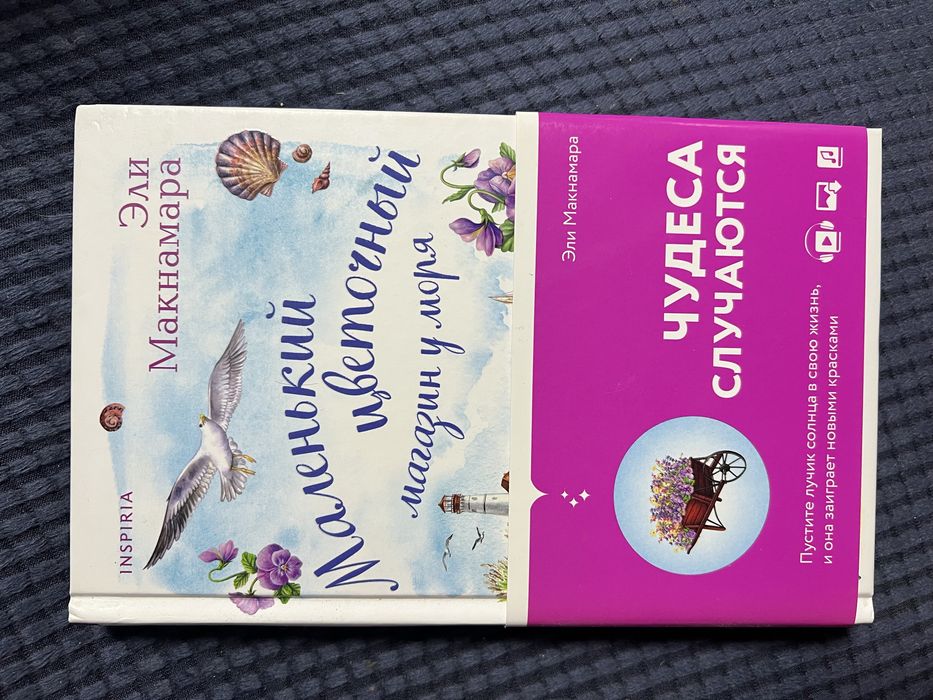 INSPIRIA
Эли
Макнамара
Маленький
цветочный
магазин у моря
Эли Макнамара
ЧУДЕСА
СЛУЧАЮТСЯ
Пустите лучик солнца в свою жизнь,
и она заиграет новыми красками